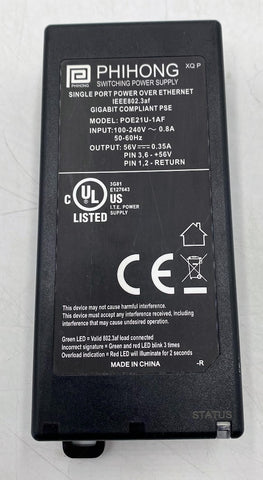 PHIHONG
XQ P
PHIHONG
SWITCHING POWER SUPPLY
SINGLE PORT POWER OVER ETHERNET
IEEE802.3af
GIGABIT COMPLIANT PSE
MODEL: POE21U-1AF
INPUT:100-240V ～ 0.8A
50-60Hz
OUTPUT: 56V⎓0.35A
PIN 3,6 - +56V
PIN 1,2 - RETURN
3G81
E127643
C UL US
LISTED
I.T.E. POWER
SUPPLY
CE
This device may not cause harmful interference.
This device must accept any interference received, including
interference that may cause undesired operation.
Green LED = Valid 802.3af load connected
Incorrect signature = Green and red LED blink 3 times
Overload indication = Red LED will illuminate for 2 seconds
MADE IN CHINA
-R
STATUS